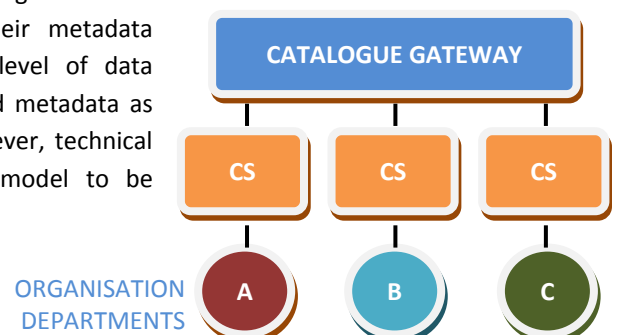 eir metadata
level of data
d metadata as
ever, technical
model to be
CATALOGUE GATEWAY
CS CS CS
A B C
ORGANISATION
DEPARTMENTS